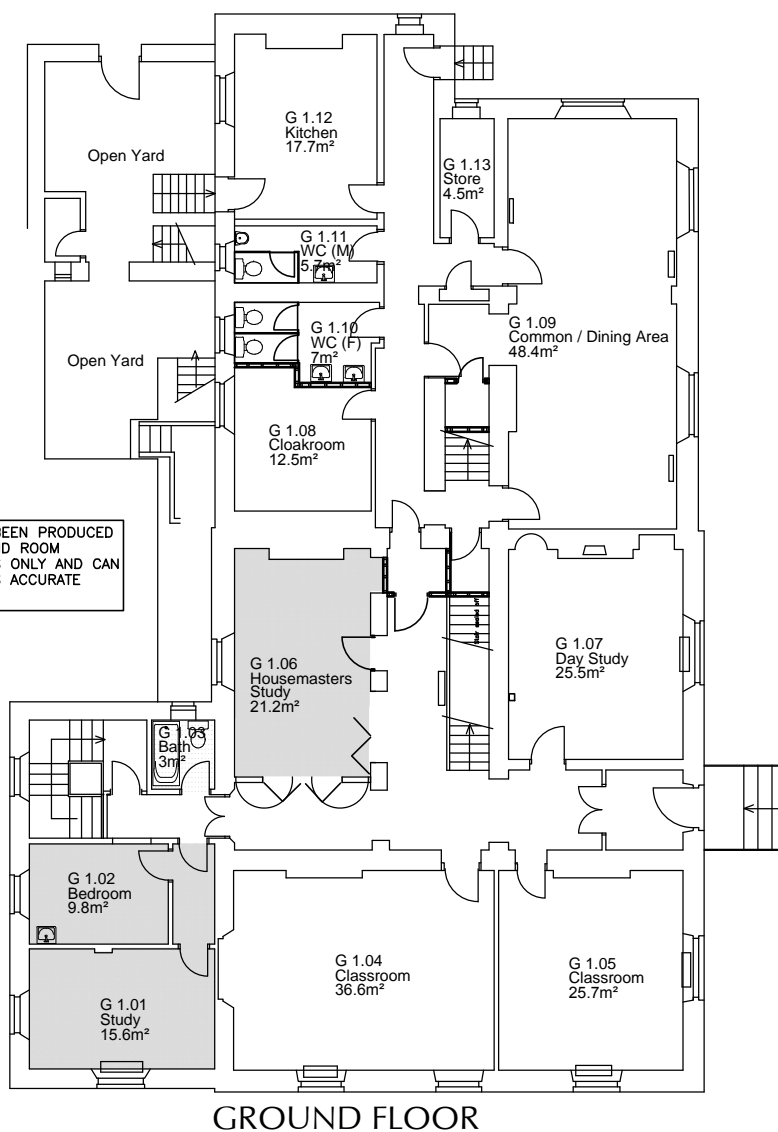 G 1.12
Kitchen
17.7m²
Open Yard
G 1.13
Store
4.5m²
G 1.11
WC (M)
5.7m²
G 1.10
WC (F)
7m²
G 1.09
Common / Dining Area
48.4m²
Open Yard
G 1.08
Cloakroom
12.5m²
BEEN PRODUCED
D ROOM
ONLY AND CAN
ACCURATE
Stair sealed off
G 1.07
Day Study
25.5m²
G 1.06
Housemasters
Study
21.2m²
G 1.03
Bath
3m²
G 1.02
Bedroom
9.8m²
G 1.04
Classroom
36.6m²
G 1.05
Classroom
25.7m²
G 1.01
Study
15.6m²
GROUND FLOOR